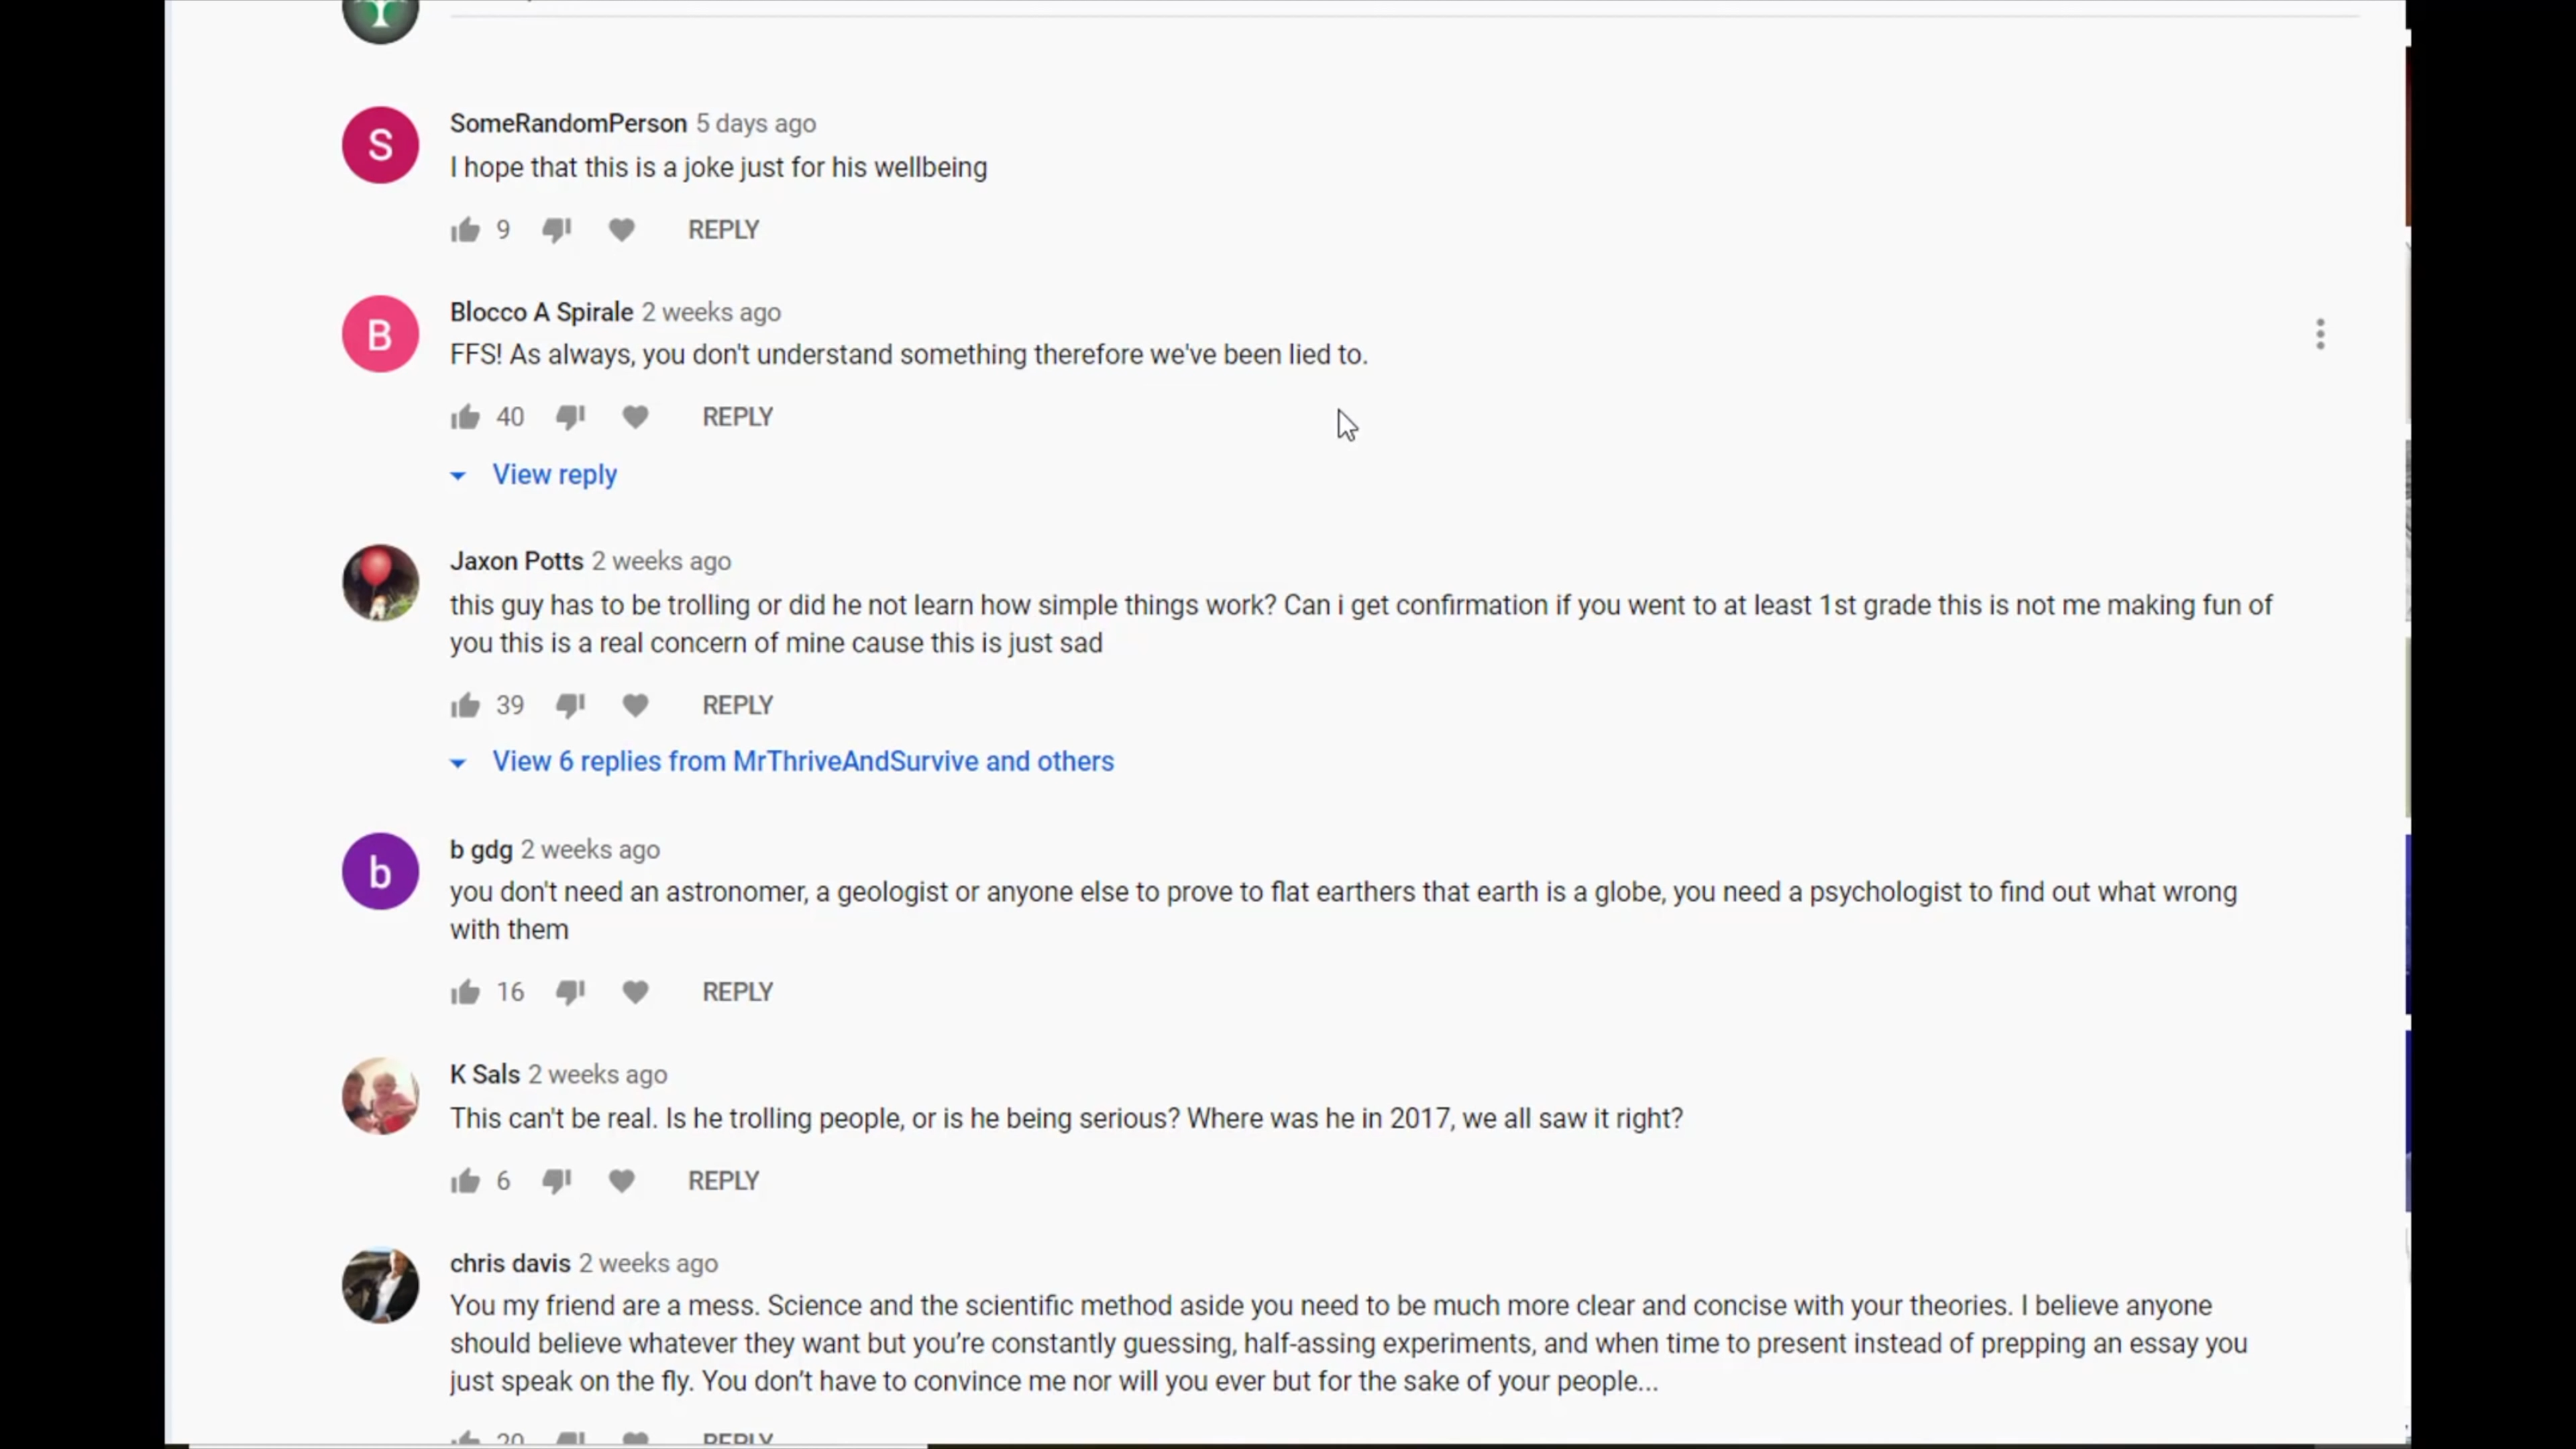 SomeRandomPerson 5 days ago
I hope that this is a joke just for his wellbeing
9 REPLY
Blocco A Spirale 2 weeks ago
FFS! As always, you don't understand something therefore we've been lied to.
40 REPLY
View reply
Jaxon Potts 2 weeks ago
this guy has to be trolling or did he not learn how simple things work? Can i get confirmation if you went to at least 1st grade this is not me making fun of
you this is a real concern of mine cause this is just sad
39 REPLY
View 6 replies from MrThriveAndSurvive and others
b gdg 2 weeks ago
you don't need an astronomer, a geologist or anyone else to prove to flat earthers that earth is a globe, you need a psychologist to find out what wrong
with them
16 REPLY
K Sals 2 weeks ago
This can't be real. Is he trolling people, or is he being serious? Where was he in 2017, we all saw it right?
6 REPLY
chris davis 2 weeks ago
You my friend are a mess. Science and the scientific method aside you need to be much more clear and concise with your theories. I believe anyone
should believe whatever they want but you’re constantly guessing, half-assing experiments, and when time to present instead of prepping an essay you
just speak on the fly. You don’t have to convince me nor will you ever but for the sake of your people...
20 REPLY
S
B
b